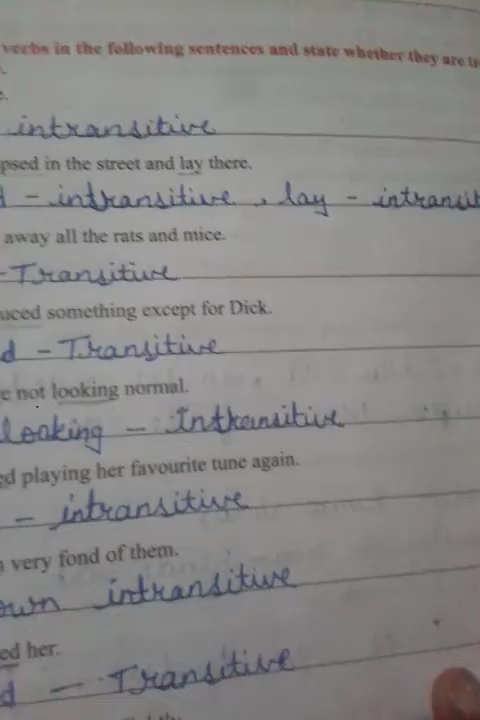 verbs in the following sentences and state whether they are
intransitive
psed in the street and lay there.
d - intransitive, lay - intransit
away all the rats and mice.
- Transitive
uced something except for Dick.
d - Transitive
e not looking normal.
looking - Intransitive
ed playing her favourite tune again.
- intransitive
very fond of them.
own intransitive
ed her.
d - Transitive